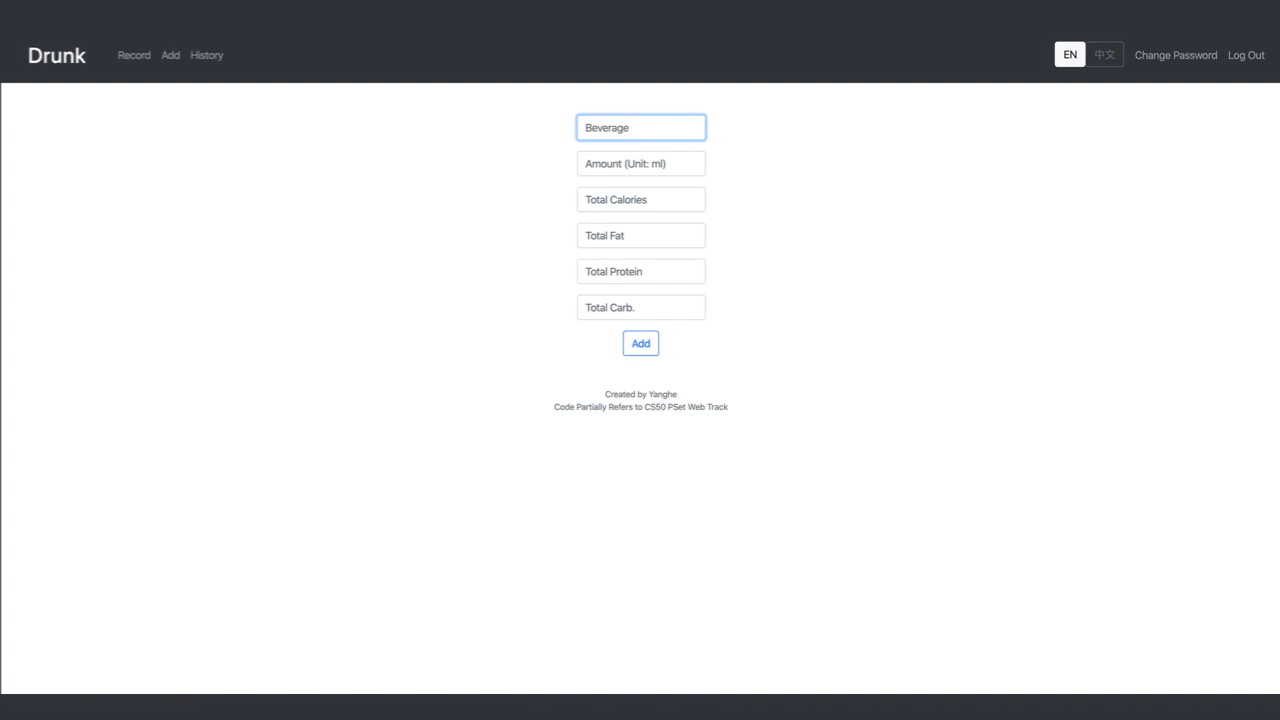 Drunk Record Add History EN 中文 Change Password Log Out
Beverage
Amount (Unit: ml)
Total Calories
Total Fat
Total Protein
Total Carb.
Add
Created by Yanghe
Code Partially Refers to CS50 PSet Web Track